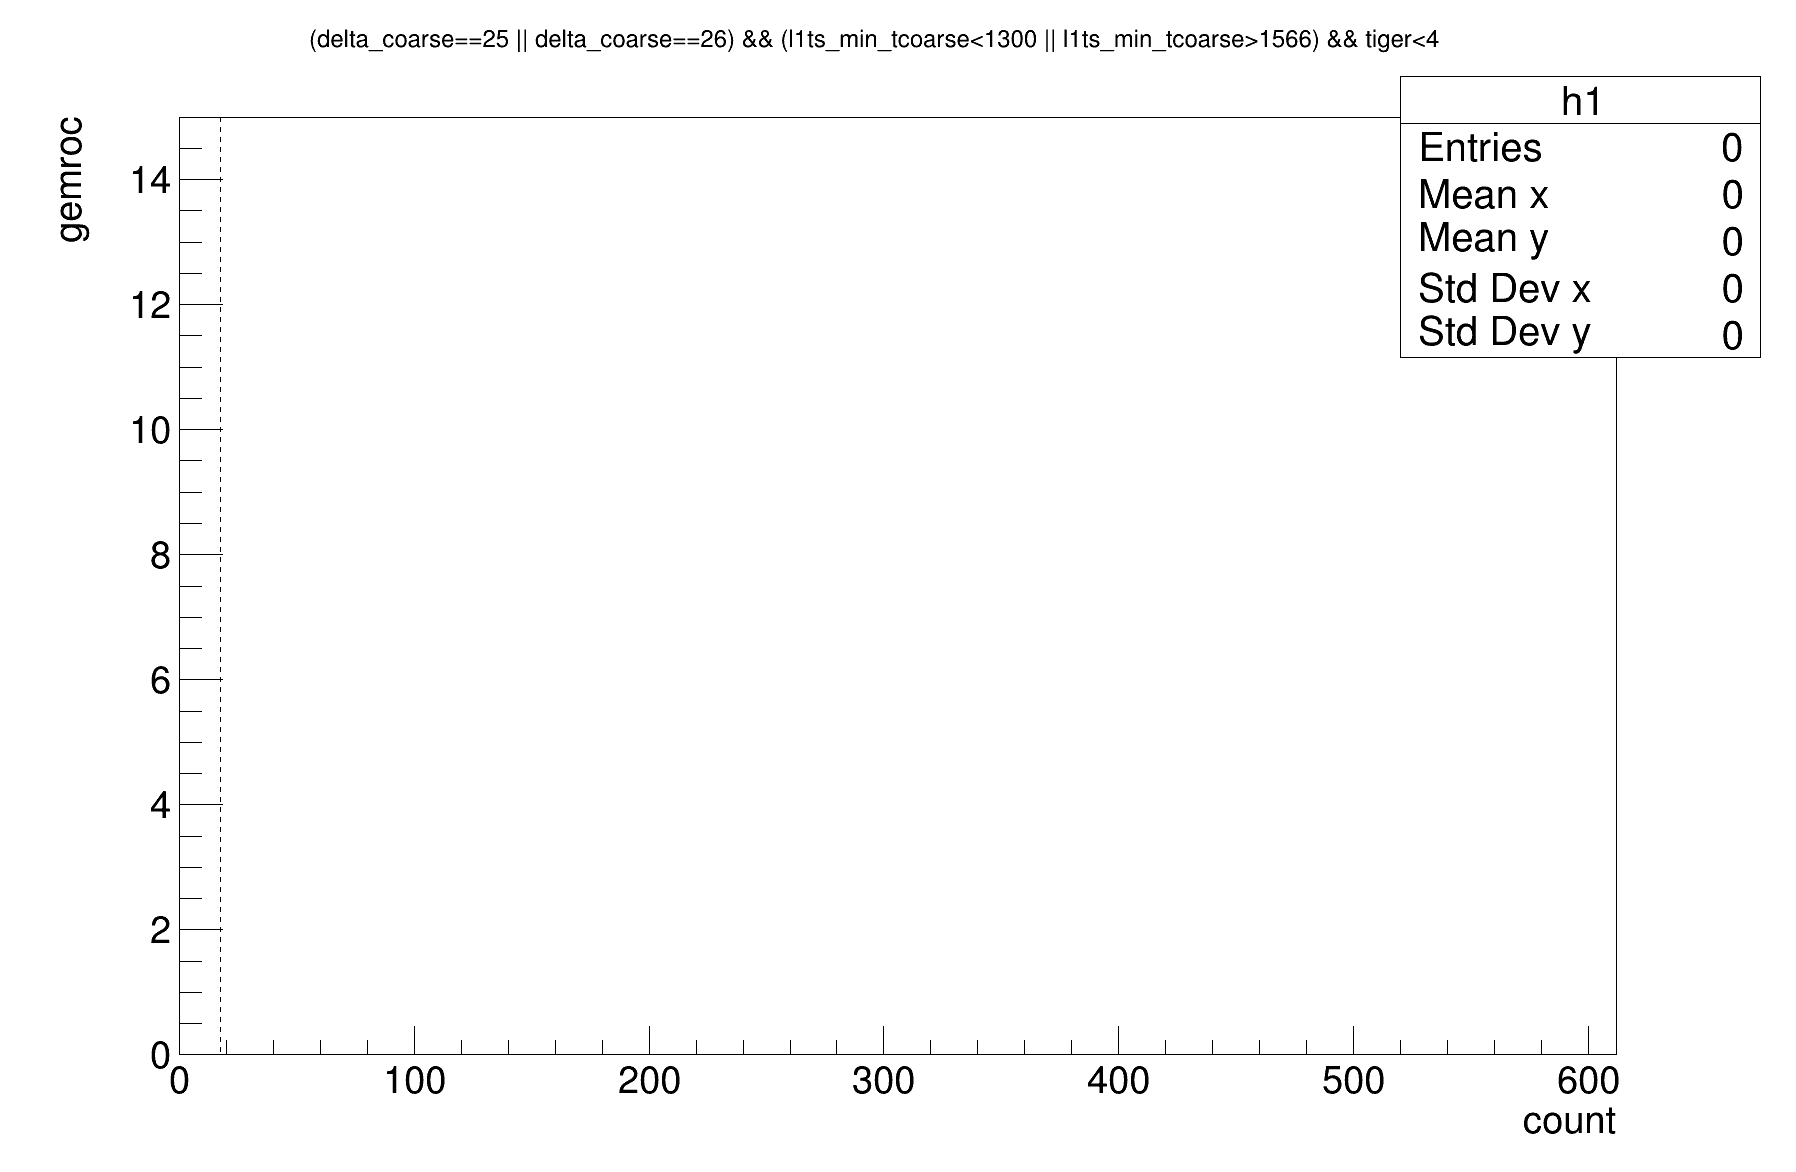 (delta_coarse==25 || delta_coarse==26) && (l1ts_min_tcoarse<1300 || l1ts_min_tcoarse>1566) && tiger<4
h1
Entries 0
Mean x 0
Mean y 0
Std Dev x 0
Std Dev y 0
gemroc
14
12
10
8
6
4
2
0
0 100 200 300 400 500 600
count